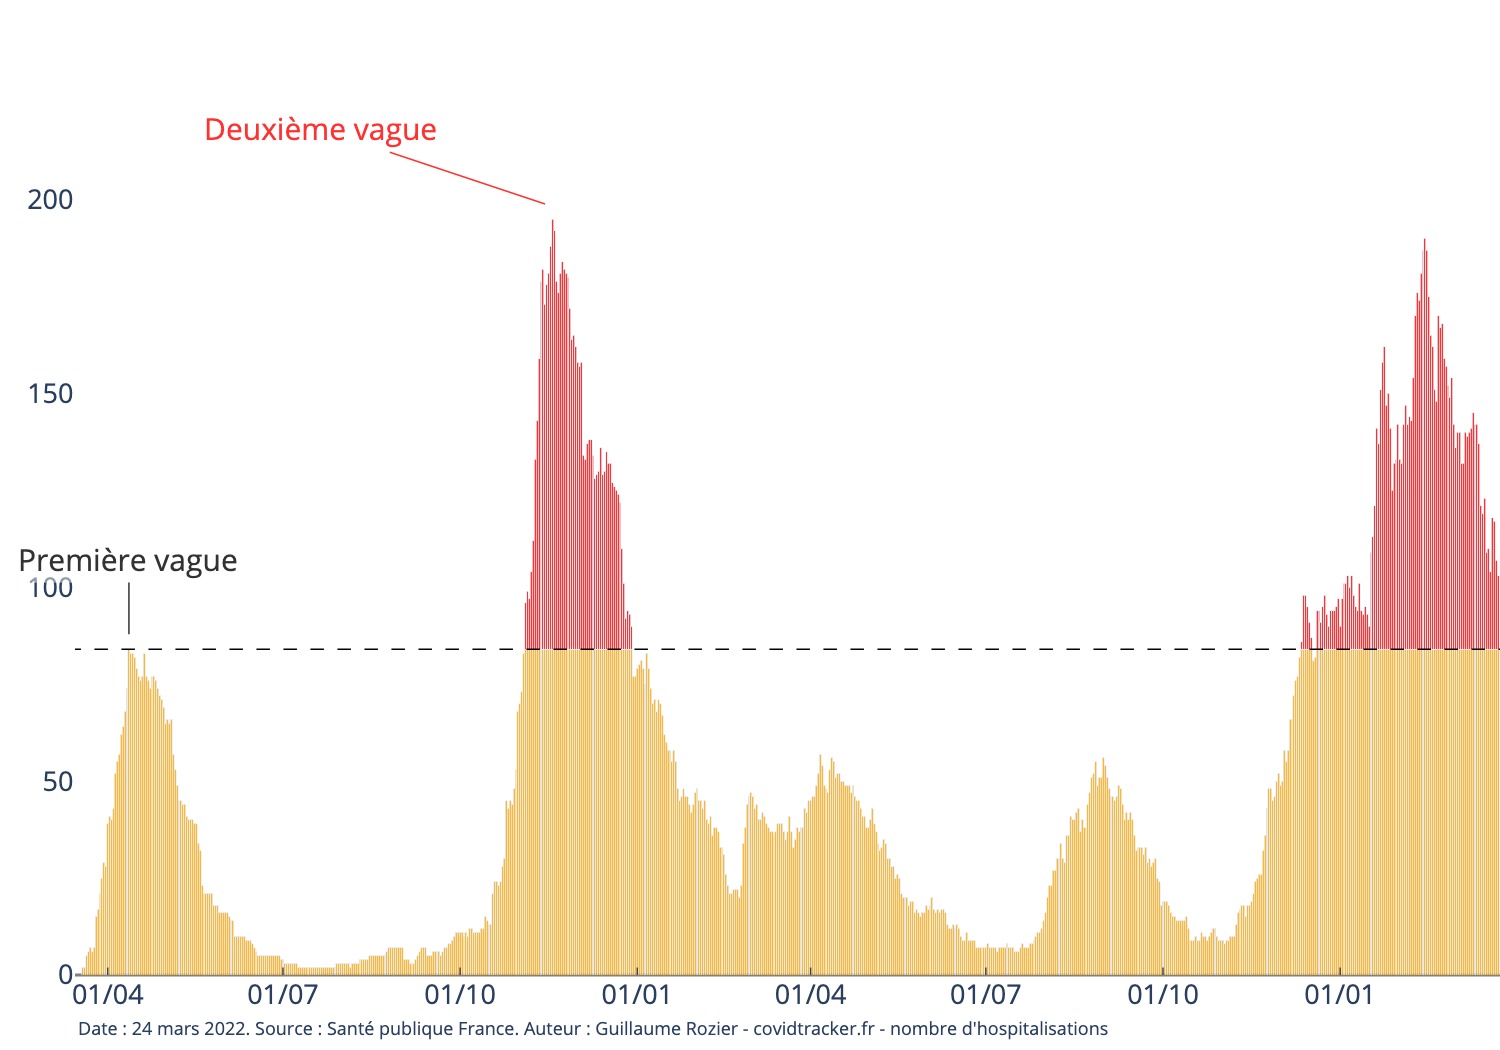 Deuxième vague
200
150
Première vague
100
50
0
01/04 01/07 01/10 01/01 01/04 01/07 01/10 01/01
Date : 24 mars 2022. Source : Santé publique France. Auteur : Guillaume Rozier - covidtracker.fr - nombre d'hospitalisations